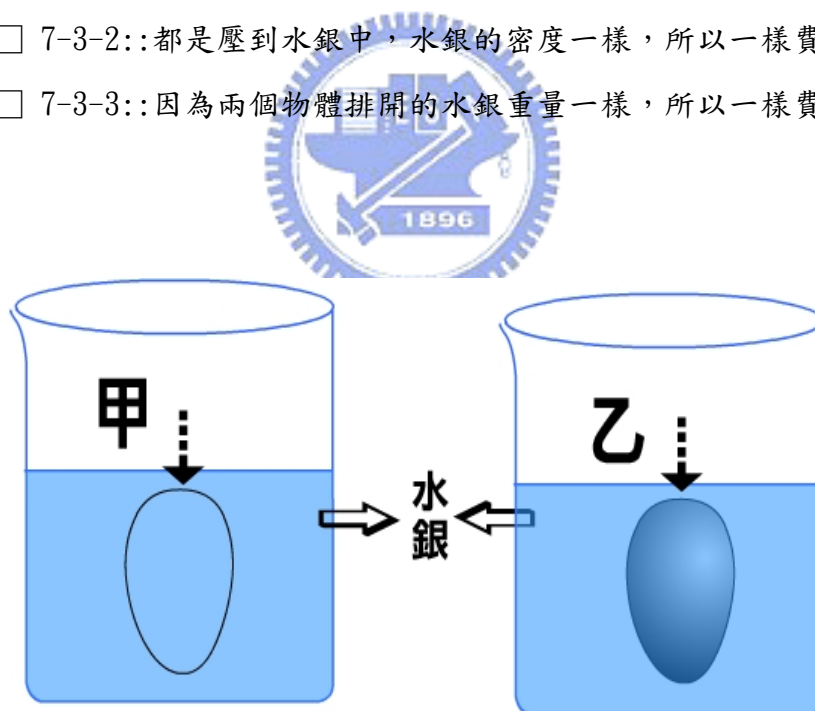 □ 7-3-2::都是壓到水銀中，水銀的密度一樣，所以一樣費
□ 7-3-3::因為兩個物體排開的水銀重量一樣，所以一樣費
1896
甲
乙
水
銀